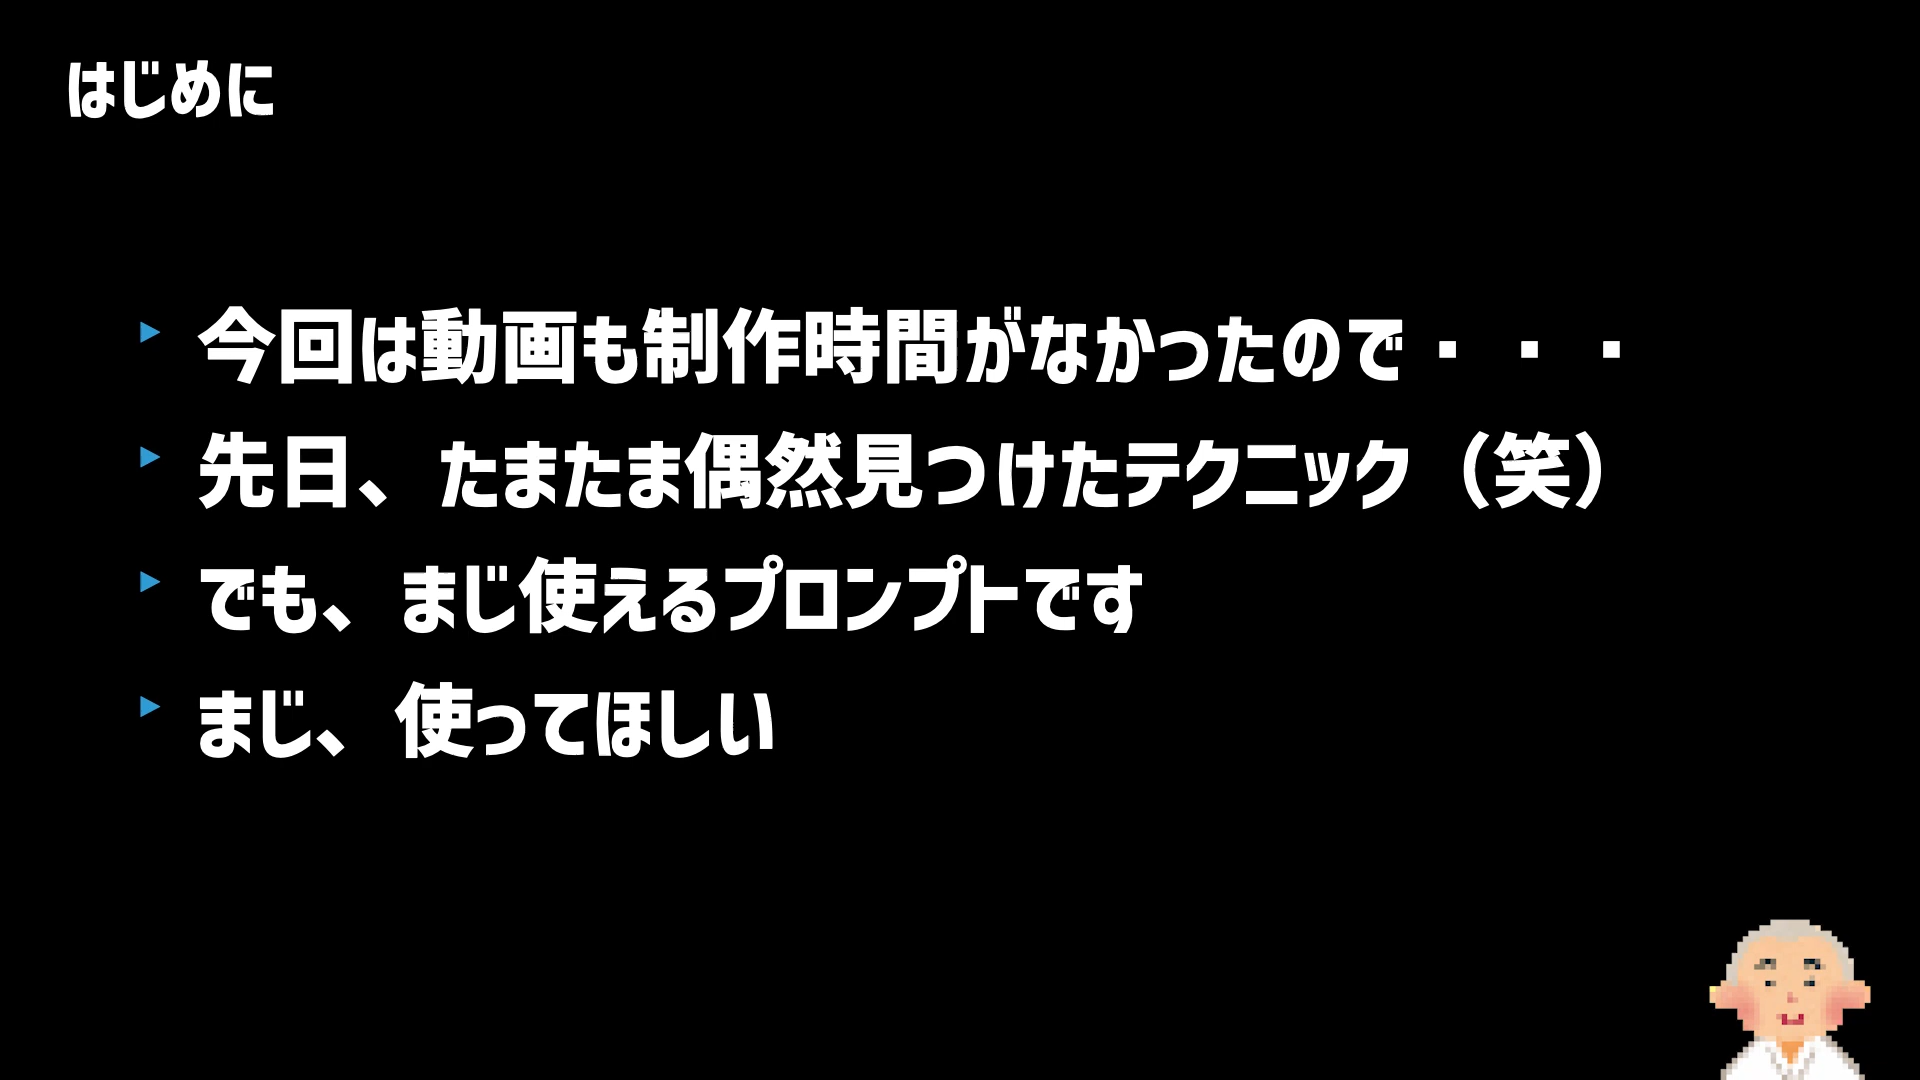 はじめに
今回は動画も制作時間がなかったので・・・
先日、たまたま偶然見つけたテクニック（笑）
でも、まじ使えるプロンプトです
まじ、使ってほしい